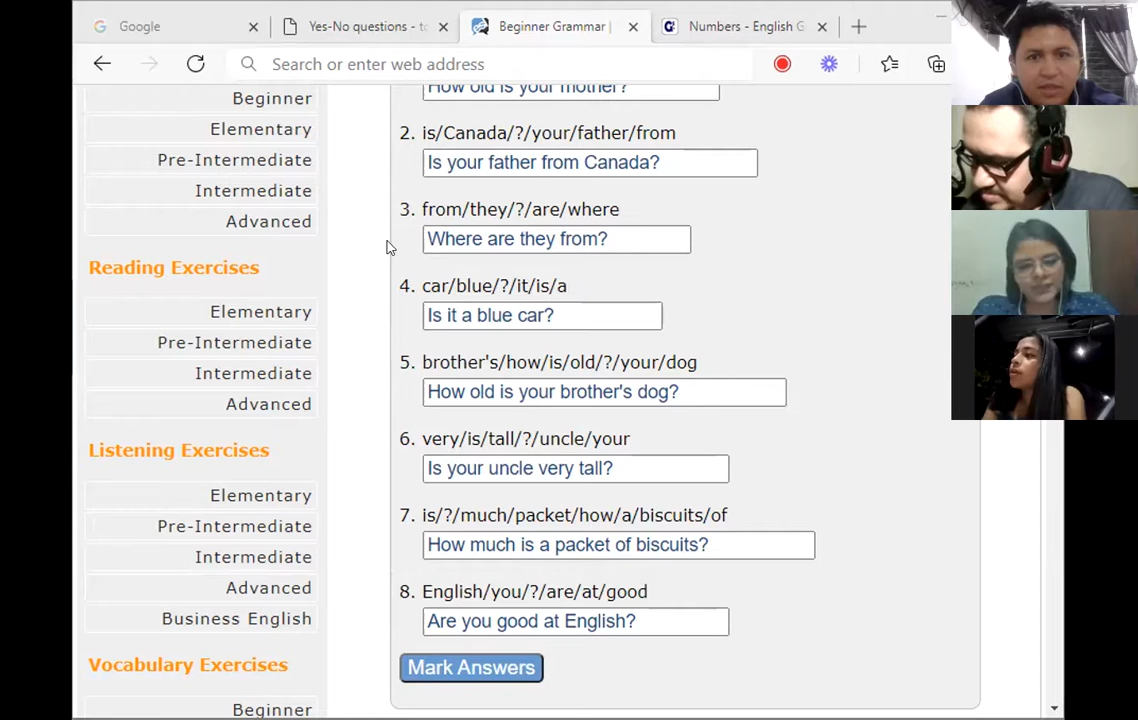 Google
Yes-No questions - to
Beginner Grammar |
Numbers - English G
Search or enter web address
Beginner
Elementary
Pre-Intermediate
Intermediate
Advanced
Reading Exercises
Elementary
Pre-Intermediate
Intermediate
Advanced
Listening Exercises
Elementary
Pre-Intermediate
Intermediate
Advanced
Business English
Vocabulary Exercises
Beginner
How old is your mother?
2. is/Canada/?/your/father/from
Is your father from Canada?
3. from/they/?/are/where
Where are they from?
4. car/blue/?/it/is/a
Is it a blue car?
5. brother's/how/is/old/?/your/dog
How old is your brother's dog?
6. very/is/tall/?/uncle/your
Is your uncle very tall?
7. is/?/much/packet/how/a/biscuits/of
How much is a packet of biscuits?
8. English/you/?/are/at/good
Are you good at English?
Mark Answers